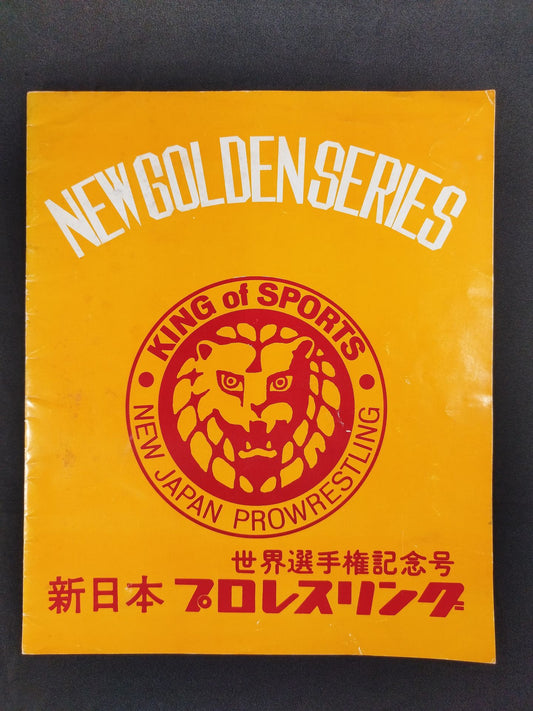 NEW GOLDEN SERIES
KING of SPORTS
NEW JAPAN PROWRESTLING
世界選手権記念号
新日本プロレスリング